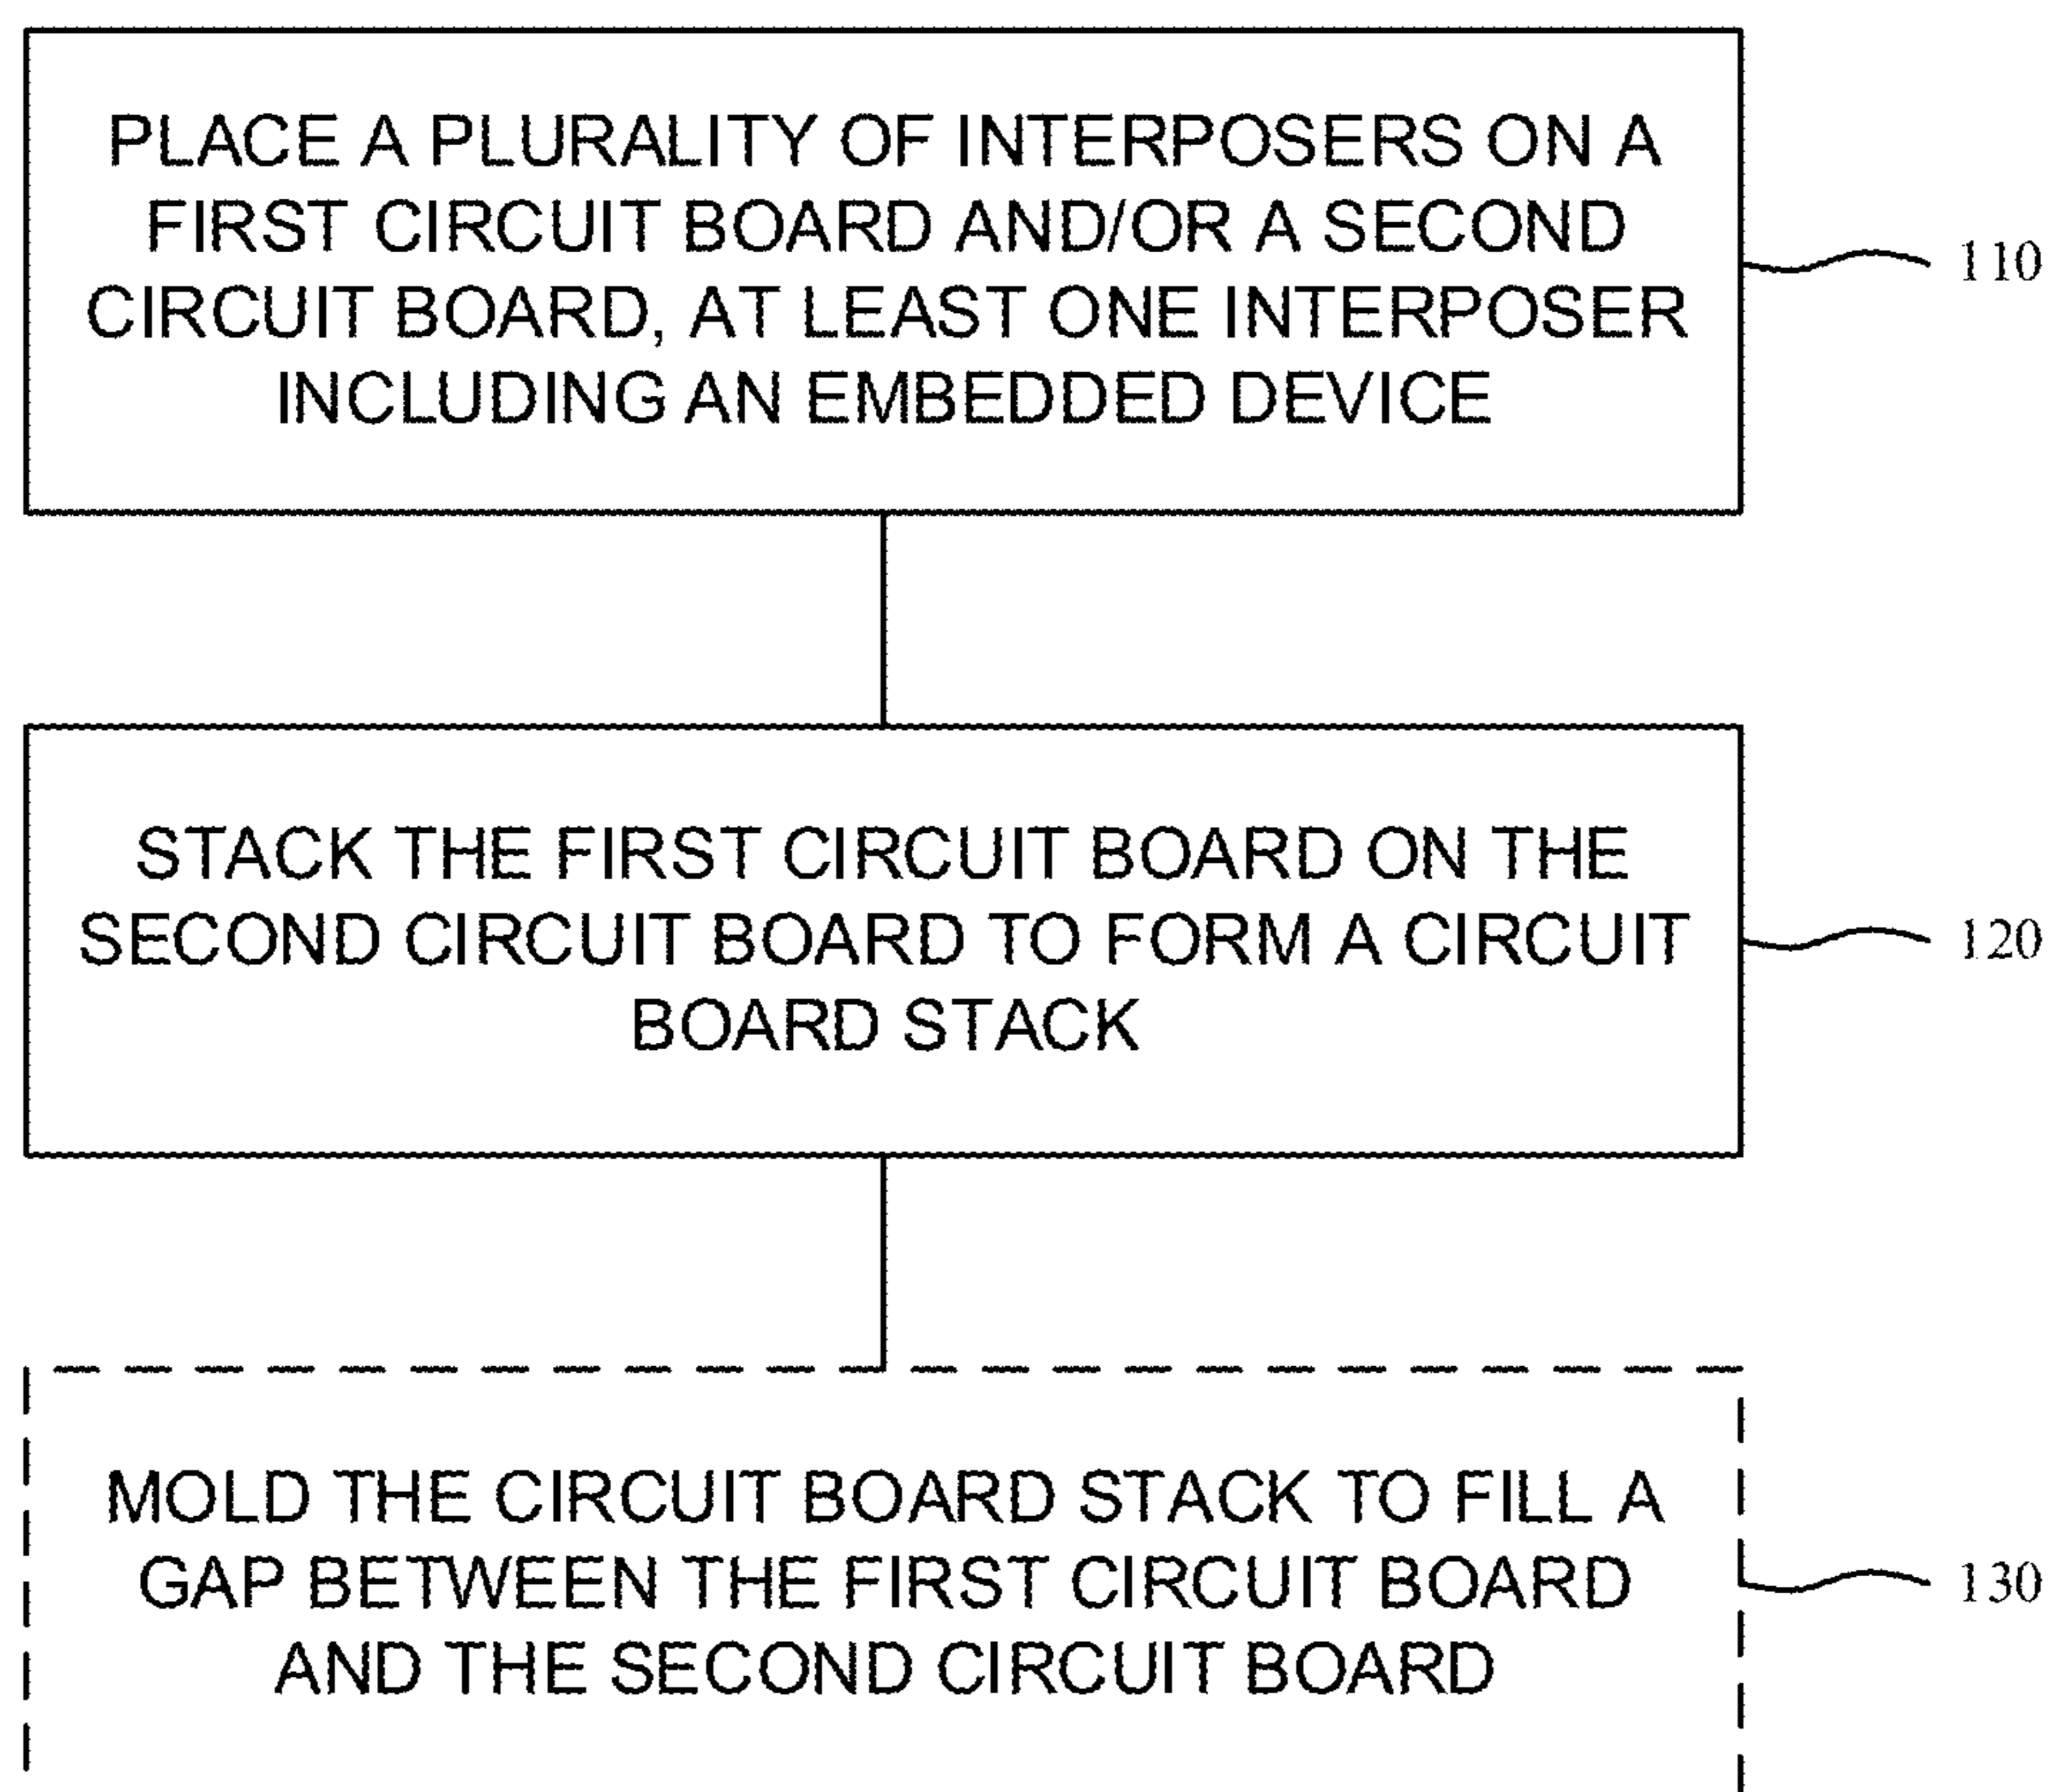 PLACE A PLURALITY OF INTERPOSERS ON A
FIRST CIRCUIT BOARD AND/OR A SECOND
CIRCUIT BOARD, AT LEAST ONE INTERPOSER
INCLUDING AN EMBEDDED DEVICE
110
STACK THE FIRST CIRCUIT BOARD ON THE
SECOND CIRCUIT BOARD TO FORM A CIRCUIT
BOARD STACK
120
MOLD THE CIRCUIT BOARD STACK TO FILL A
GAP BETWEEN THE FIRST CIRCUIT BOARD
AND THE SECOND CIRCUIT BOARD
130